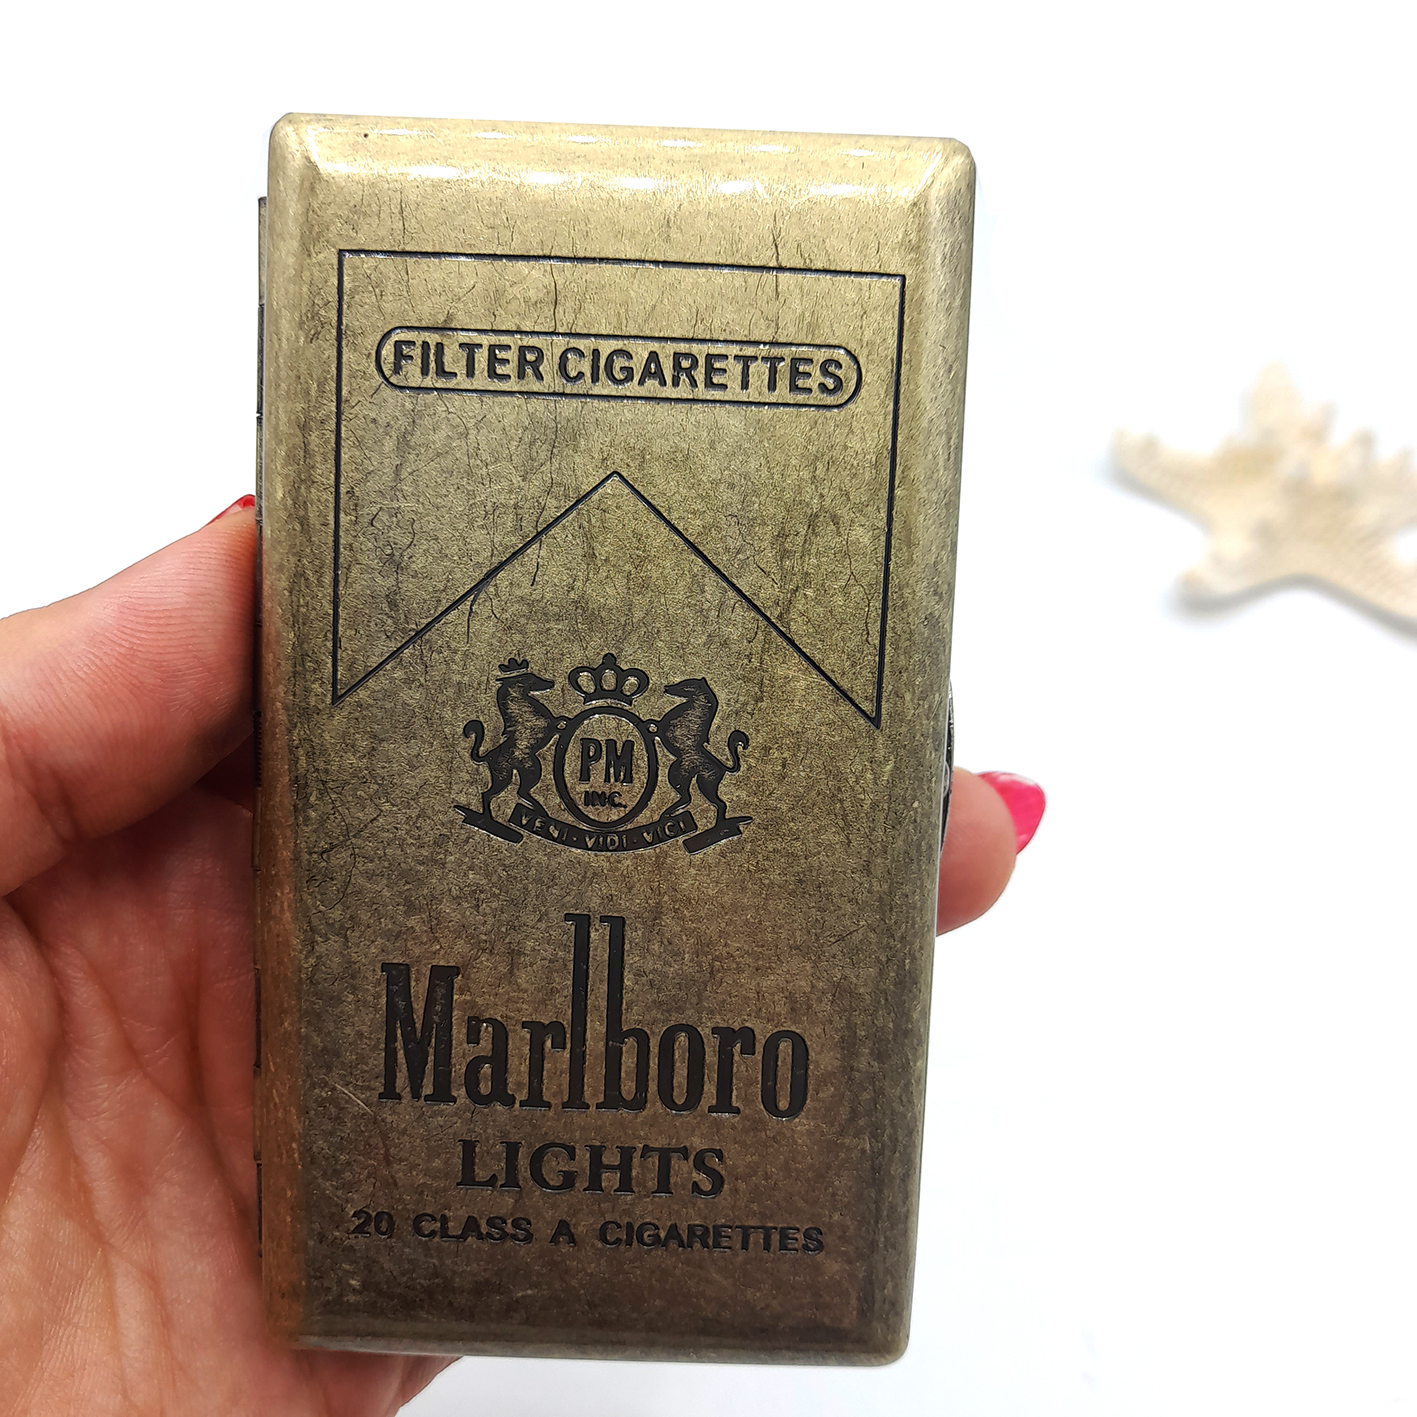 FILTER CIGARETTES
PM
INC.
VENI · VIDI · VICI
Marlboro
LIGHTS
20 CLASS A CIGARETTES